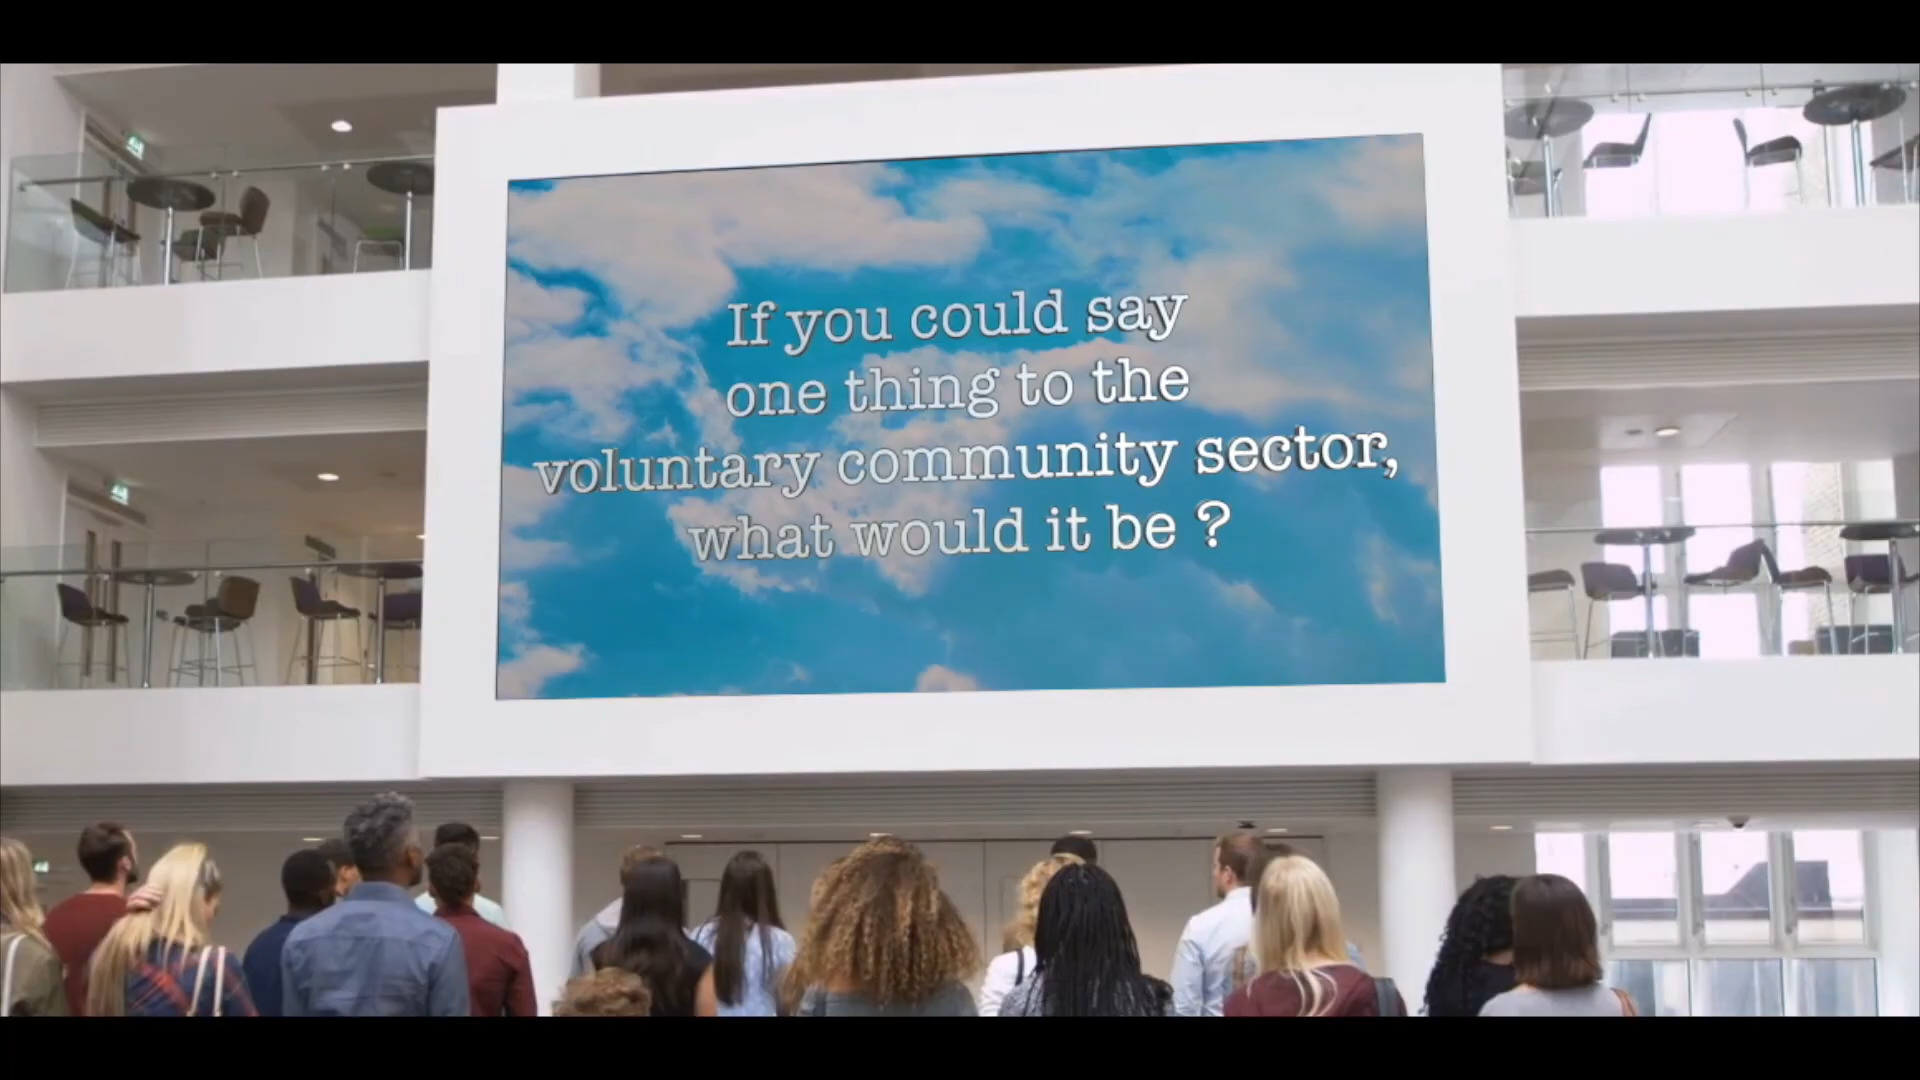 If you could say
one thing to the
voluntary community sector,
what would it be ?